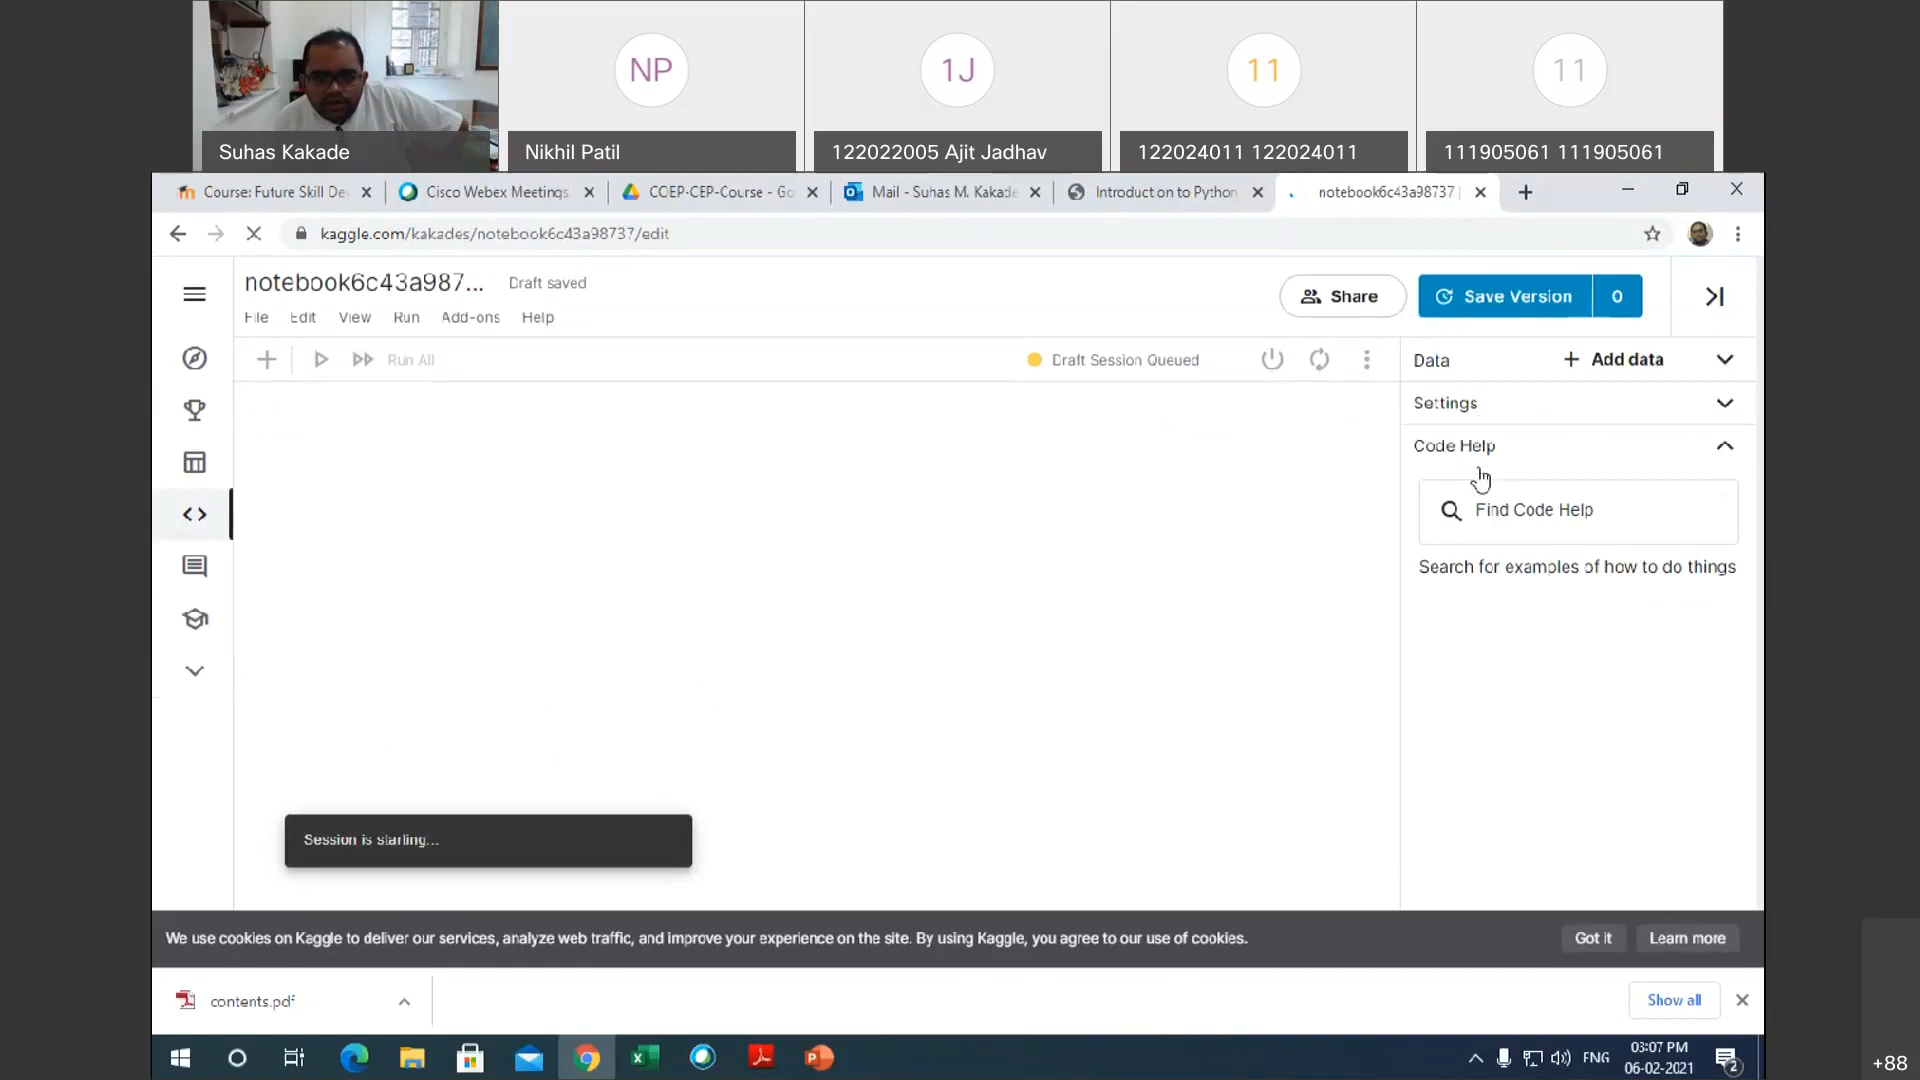 NP
1J
11
11
Suhas Kakade
Nikhil Patil
122022005 Ajit Jadhav
122024011 122024011
111905061 111905061
Course: Future Skill De
Cisco Webex Meetings
COEP-CEP-Course - Go
Mail - Suhas M. Kakade
Introduct on to Python
notebook6c43a98737
kaggle.com/kakades/notebook6c43a98737/edit
notebook6c43a987...
Draft saved
Share
Save Version
0
File
Edit
View
Run
Add-ons
Help
Run All
Draft Session Queued
Data
Add data
Settings
Code Help
Find Code Help
Search for examples of how to do things
Session is starling...
We use cookies on Kaggle to deliver our services, analyze web traffic, and improve your experience on the site. By using Kaggle, you agree to our use of cookies.
Got it
Learn more
contents.pdf
Show all
ENG
03:07 PM
06-02-2021
2
+88